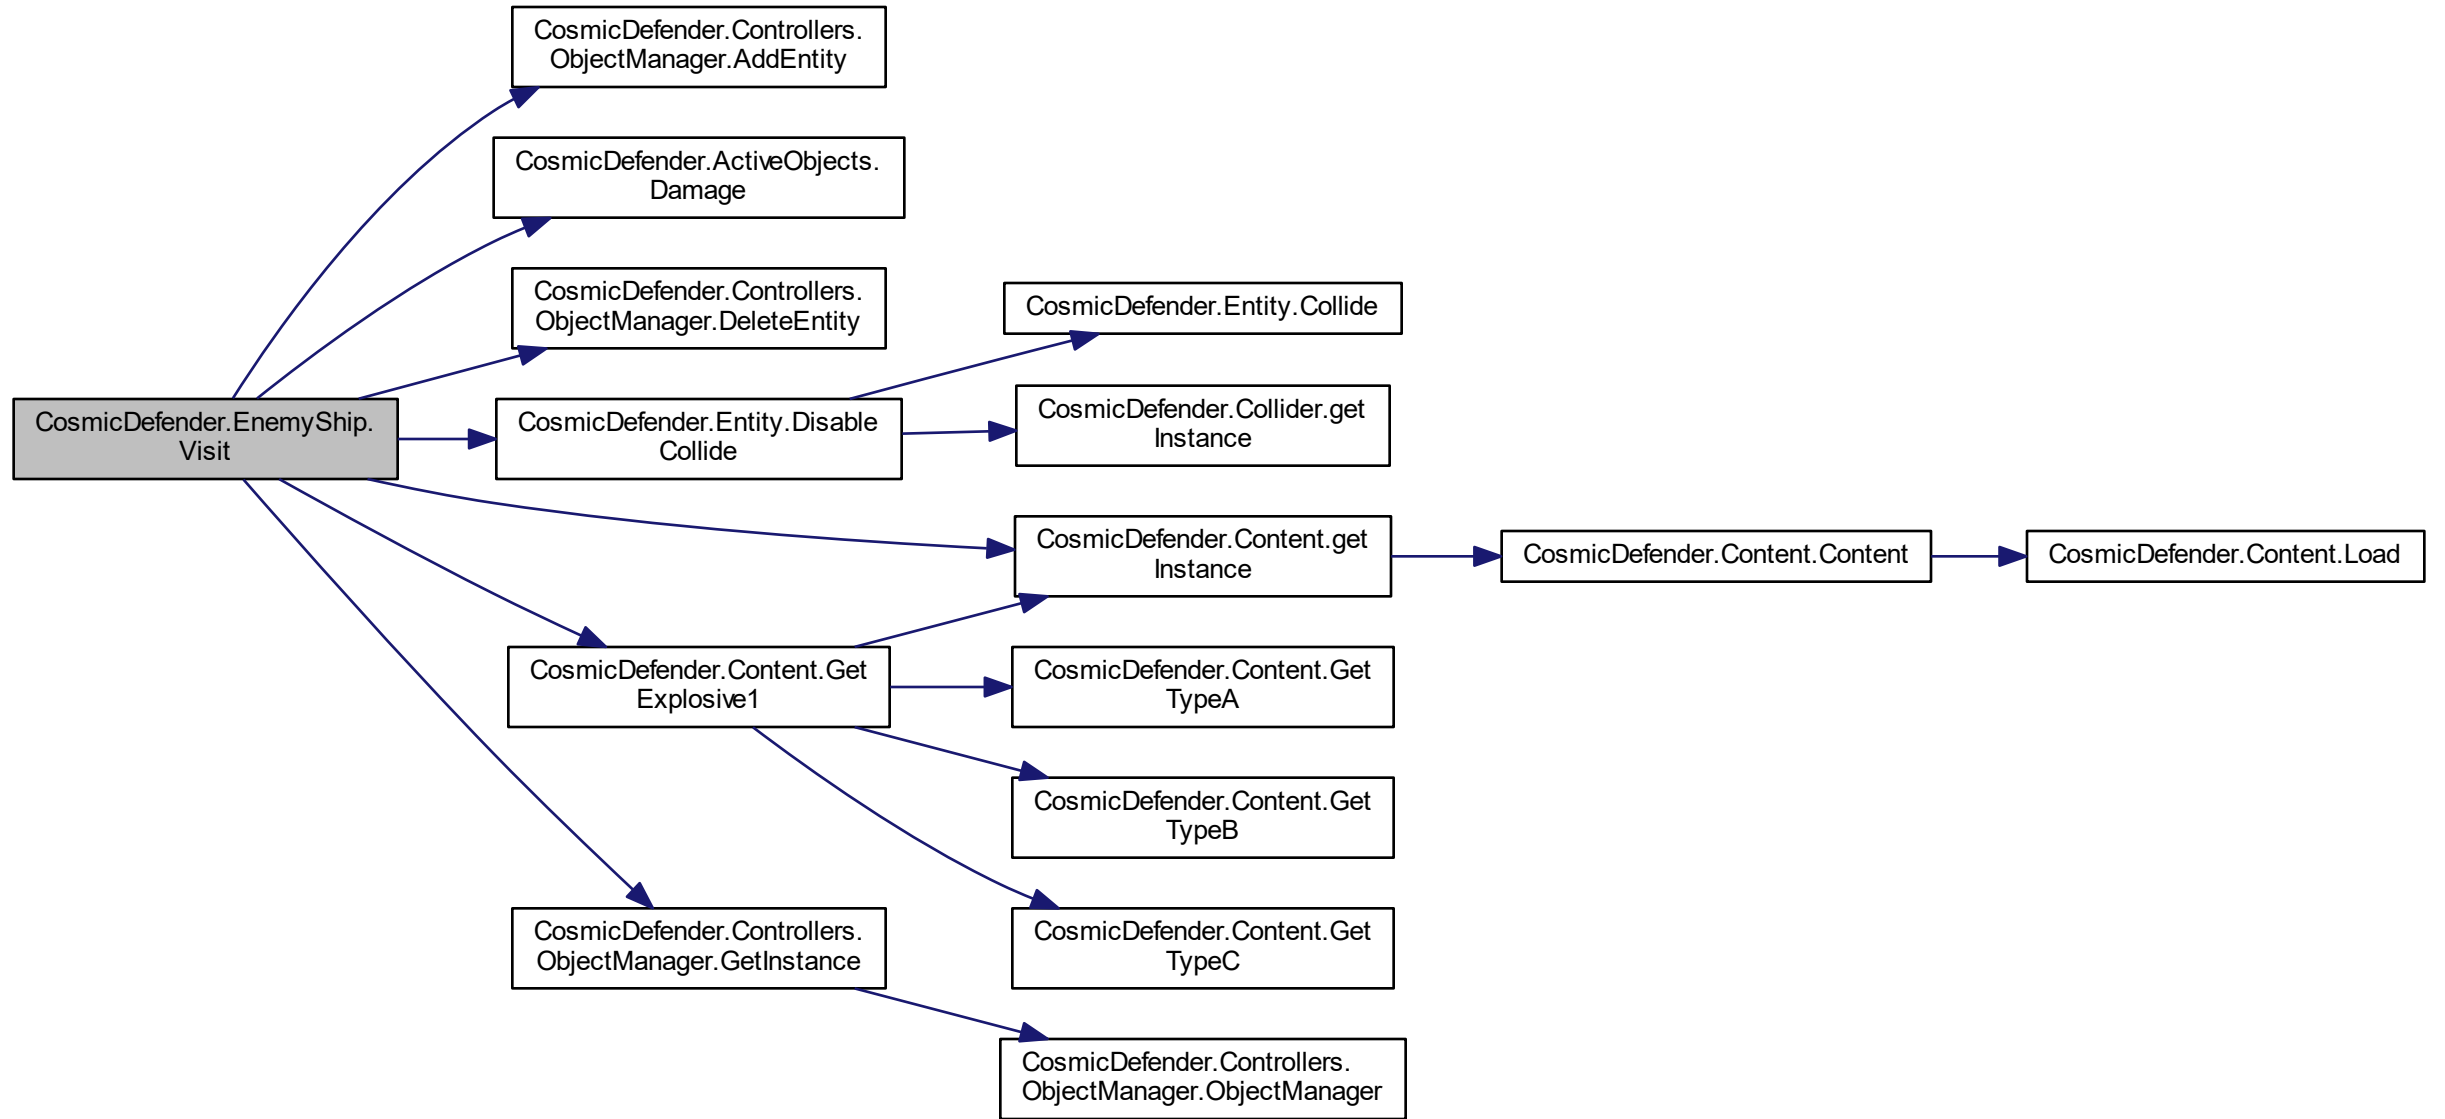 CosmicDefender.Controllers.
ObjectManager.AddEntity
CosmicDefender.ActiveObjects.
Damage
CosmicDefender.Controllers.
ObjectManager.DeleteEntity
CosmicDefender.Entity.Collide
CosmicDefender.EnemyShip.
Visit
CosmicDefender.Entity.Disable
Collide
CosmicDefender.Collider.get
Instance
CosmicDefender.Content.get
Instance
CosmicDefender.Content.Content
CosmicDefender.Content.Load
CosmicDefender.Content.Get
Explosive1
CosmicDefender.Content.Get
TypeA
CosmicDefender.Content.Get
TypeB
CosmicDefender.Controllers.
ObjectManager.GetInstance
CosmicDefender.Content.Get
TypeC
CosmicDefender.Controllers.
ObjectManager.ObjectManager